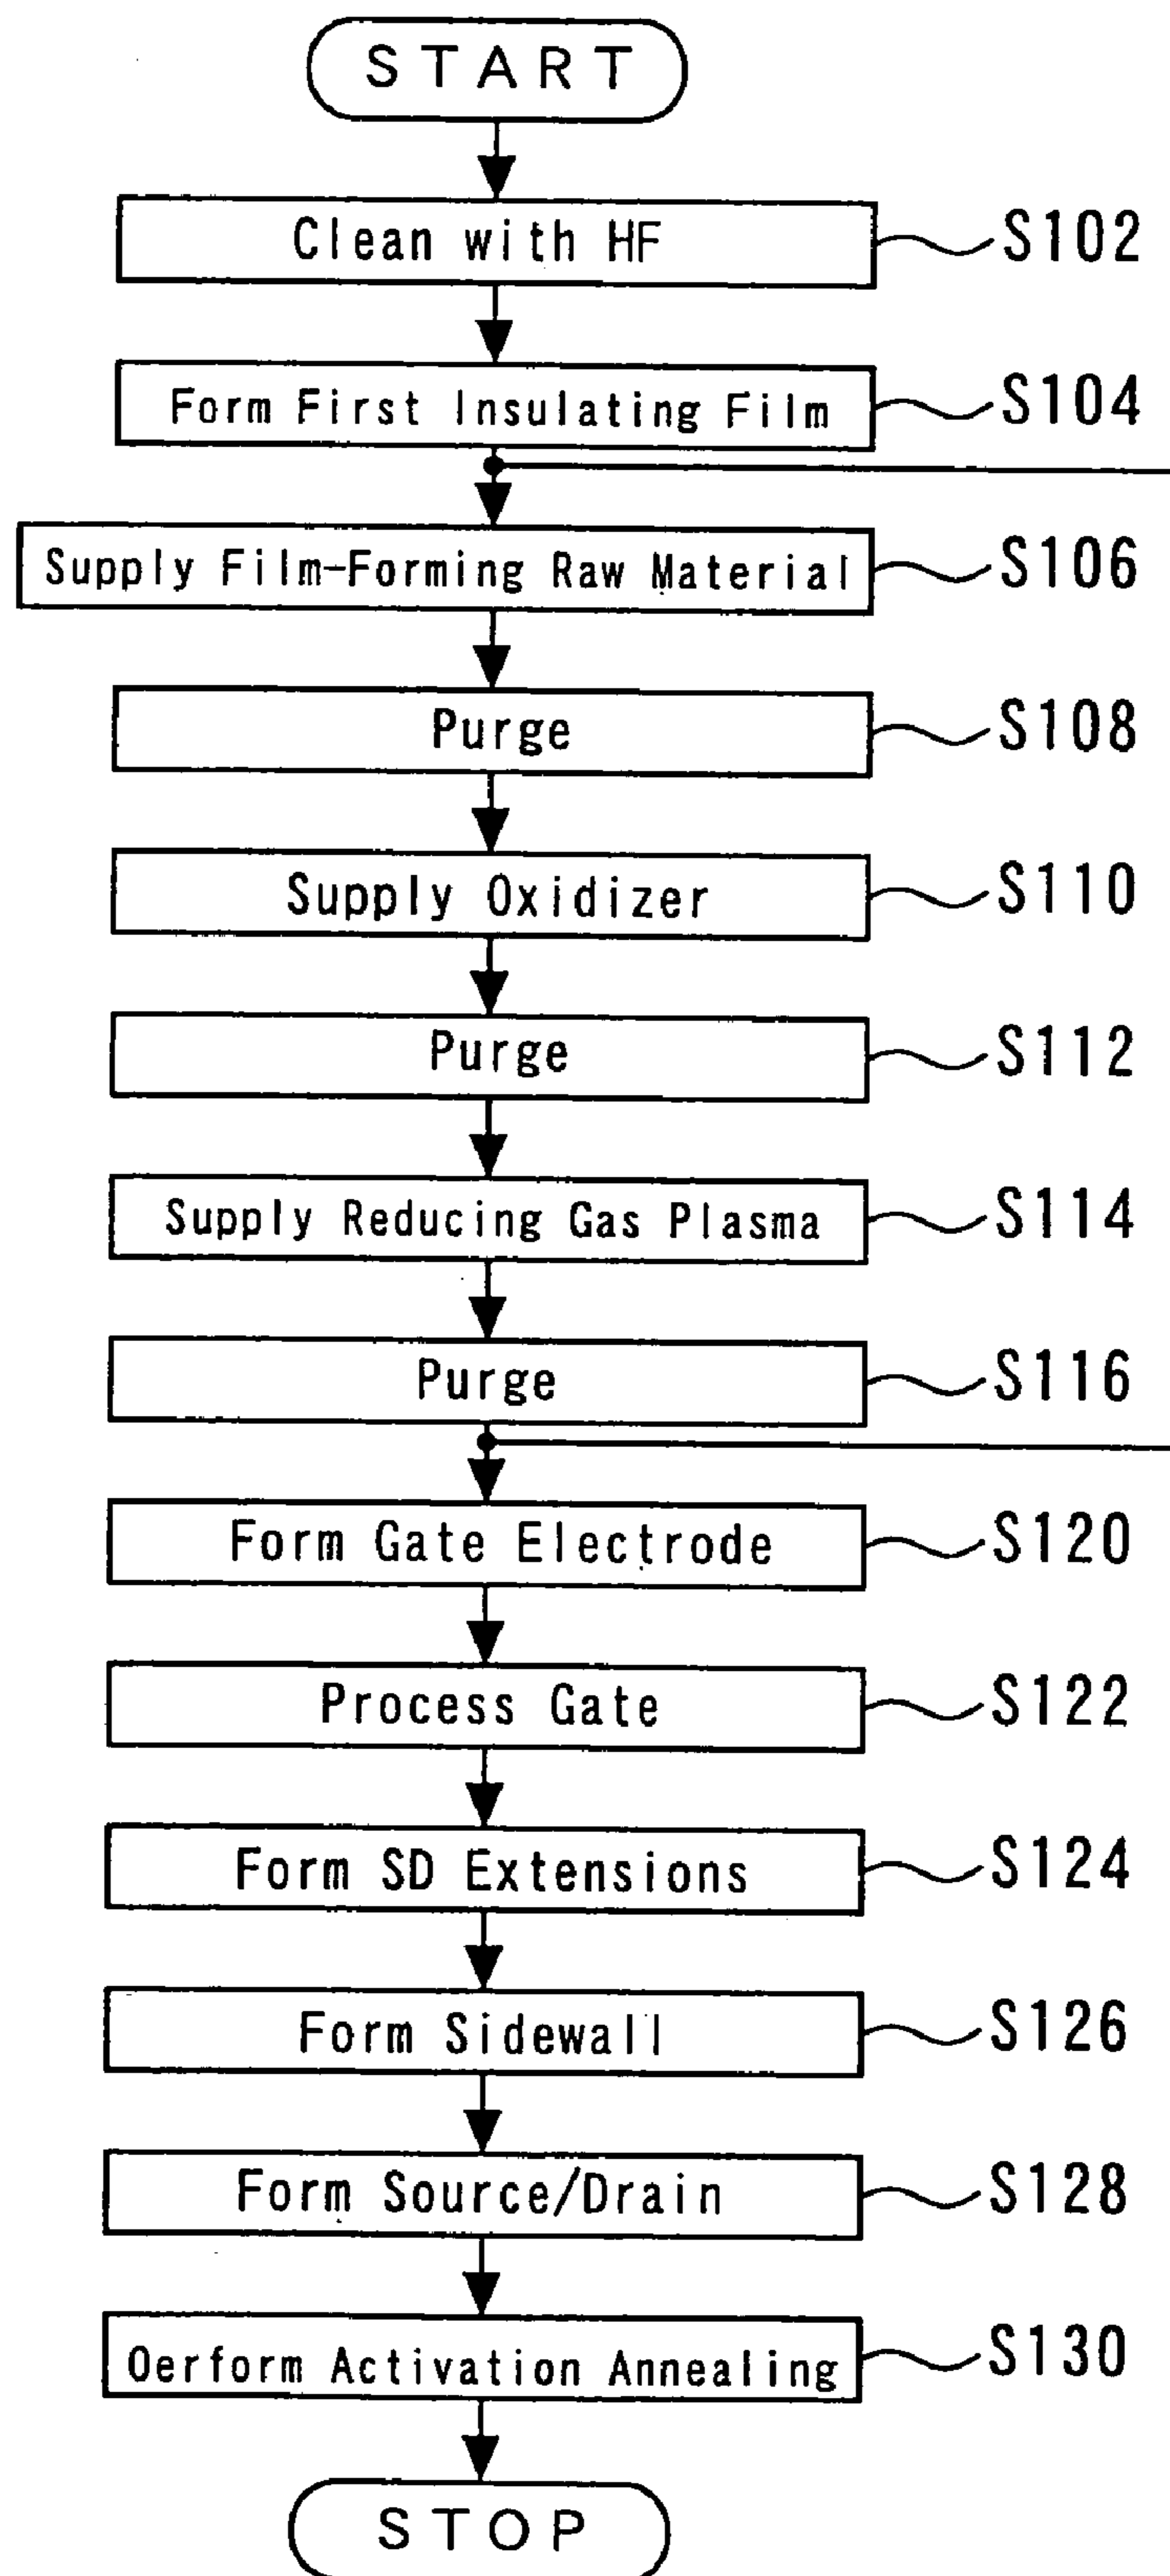 START
Clean with HF S102
Form First Insulating Film S104
Supply Film-Forming Raw Material S106
Purge S108
Supply Oxidizer S110
Purge S112
Supply Reducing Gas Plasma S114
Purge S116
Form Gate Electrode S120
Process Gate S122
Form SD Extensions S124
Form Sidewall S126
Form Source/Drain S128
Oerform Activation Annealing S130
STOP